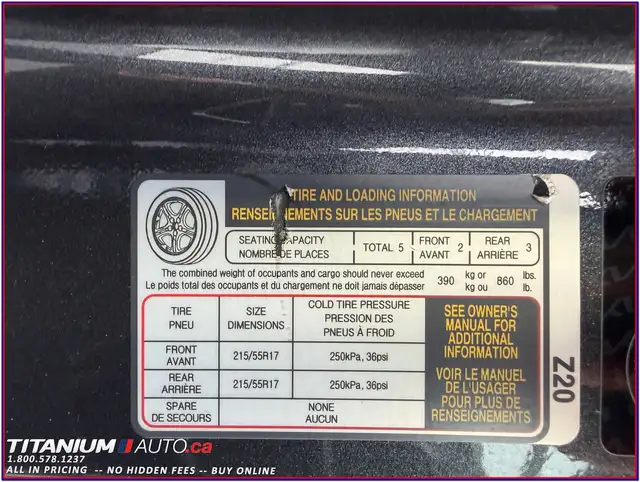 TIRE AND LOADING INFORMATION
RENSEIGNEMENTS SUR LES PNEUS ET LE CHARGEMENT
SEATING CAPACITY TOTAL 5 FRONT 2 REAR 3
NOMBRE DE PLACES AVANT ARRIÈRE
The combined weight of occupants and cargo should never exceed 390 kg or 860 lbs.
Le poids total des occupants et du chargement ne doit jamais dépasser kg ou lb.
TIRE SIZE COLD TIRE PRESSURE
PNEU DIMENSIONS PRESSION DES
PNEUS À FROID
FRONT 215/55R17 250kPa, 36psi
AVANT
REAR 215/55R17 250kPa, 36psi
ARRIÈRE
SPARE NONE
DE SECOURS AUCUN
SEE OWNER'S
MANUAL FOR
ADDITIONAL
INFORMATION
VOIR LE MANUEL
DE L'USAGER
POUR PLUS DE
RENSEIGNEMENTS
Z20
TITANIUM AUTO.ca
1.800.578.1237
ALL IN PRICING -- NO HIDDEN FEES -- BUY ONLINE